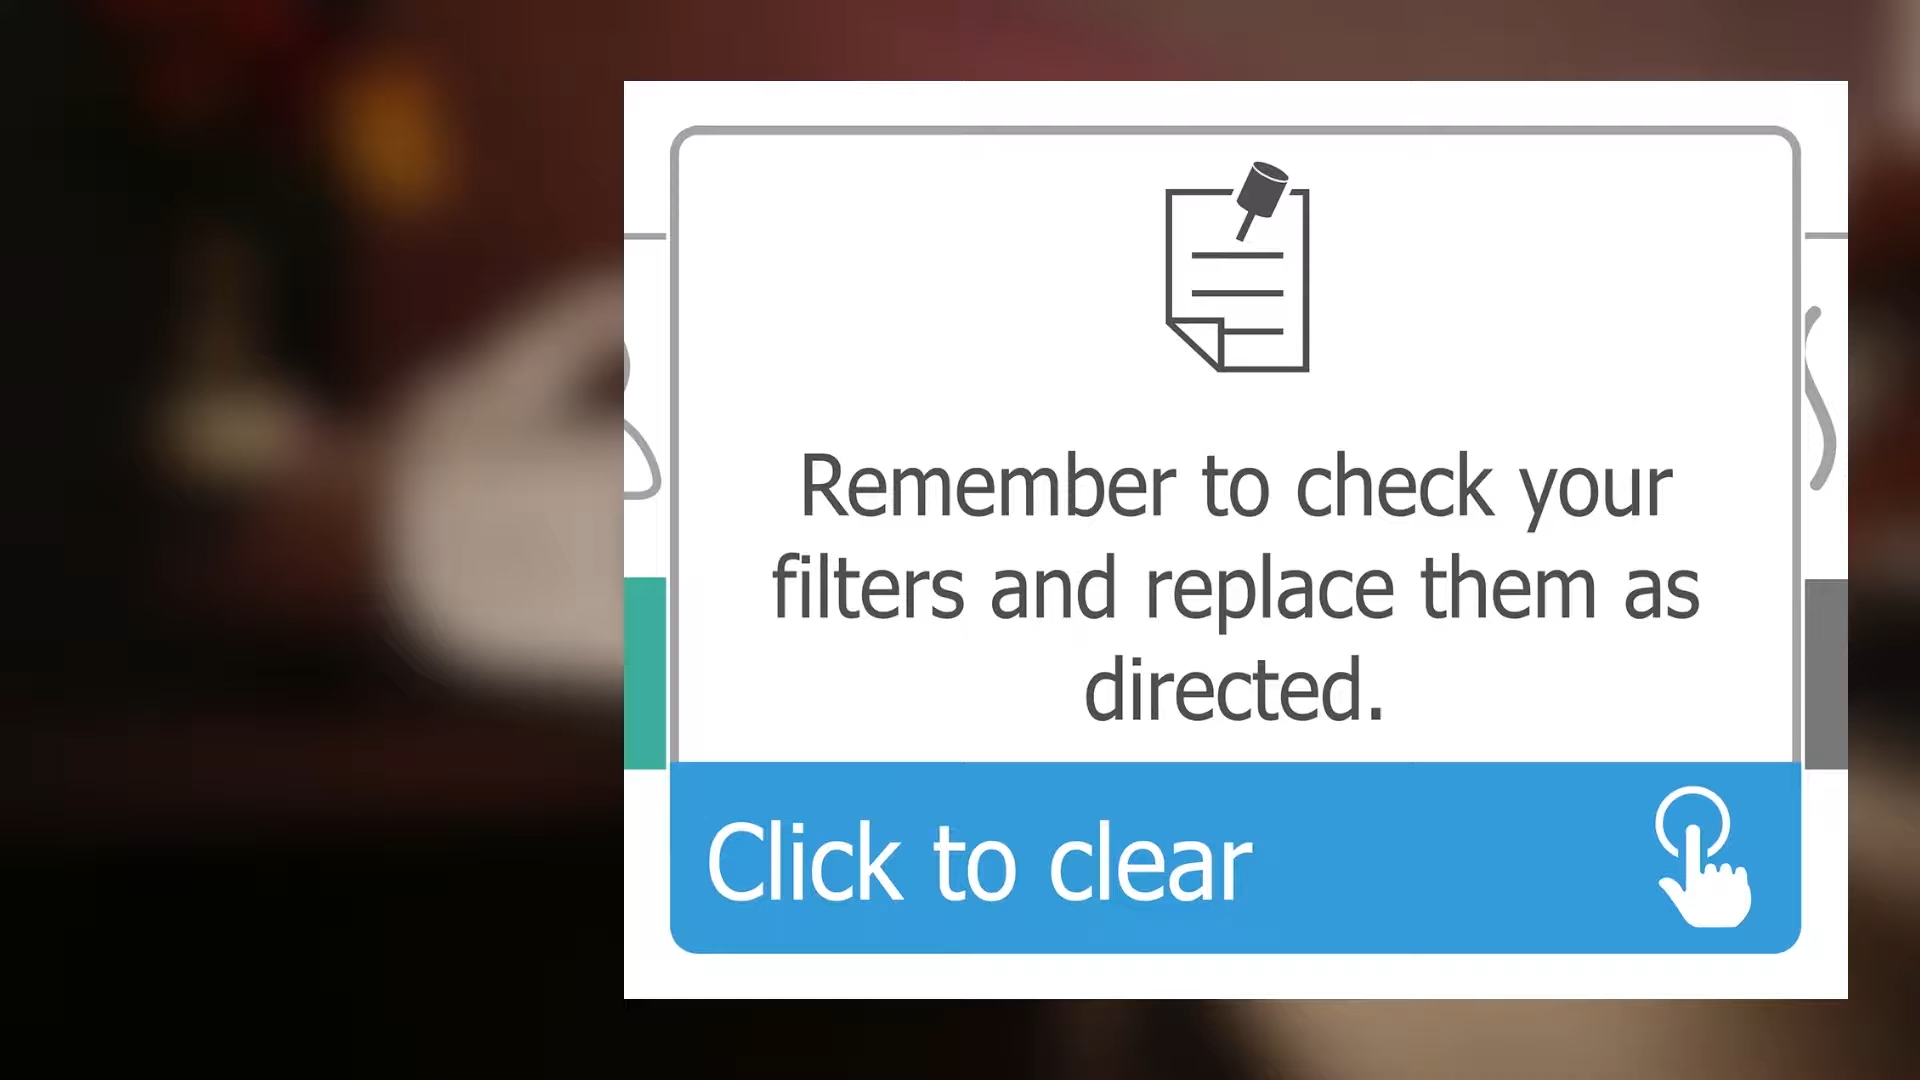 Remember to check your
filters and replace them as
directed.
Click to clear